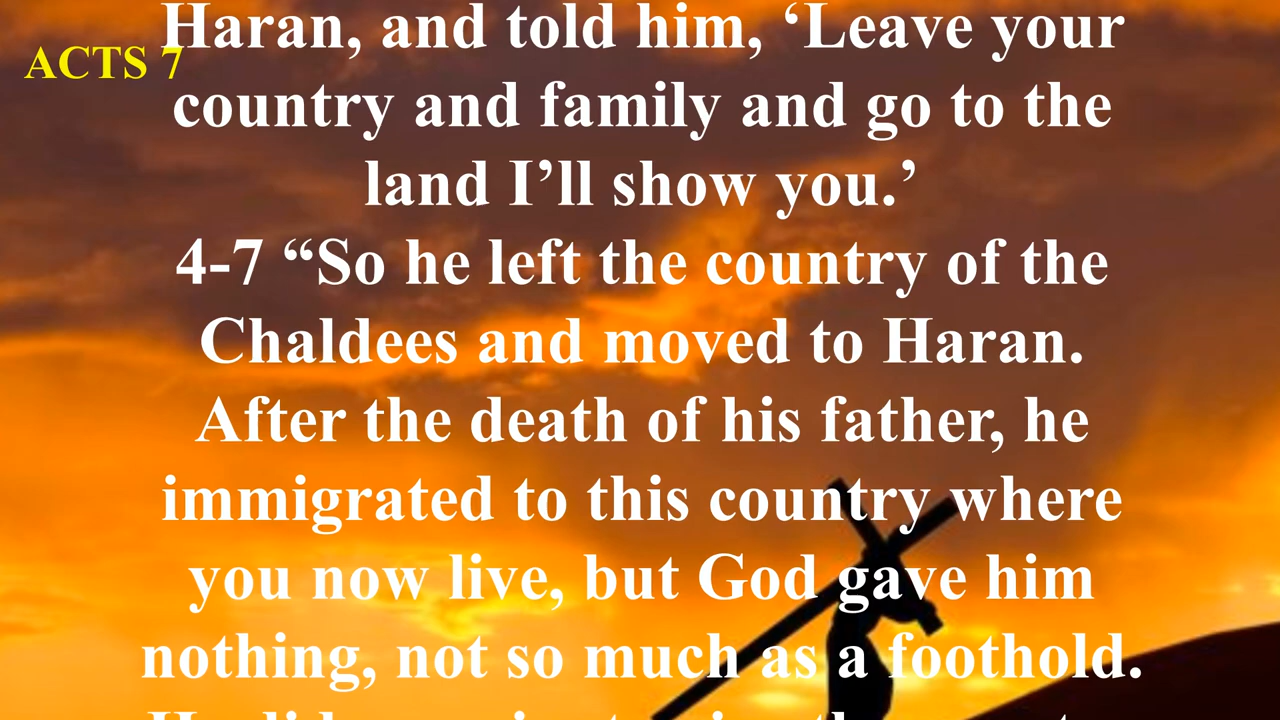 ACTS 7
Haran, and told him, ‘Leave your
country and family and go to the
land I’ll show you.’
4-7 “So he left the country of the
Chaldees and moved to Haran.
After the death of his father, he
immigrated to this country where
you now live, but God gave him
nothing, not so much as a foothold.